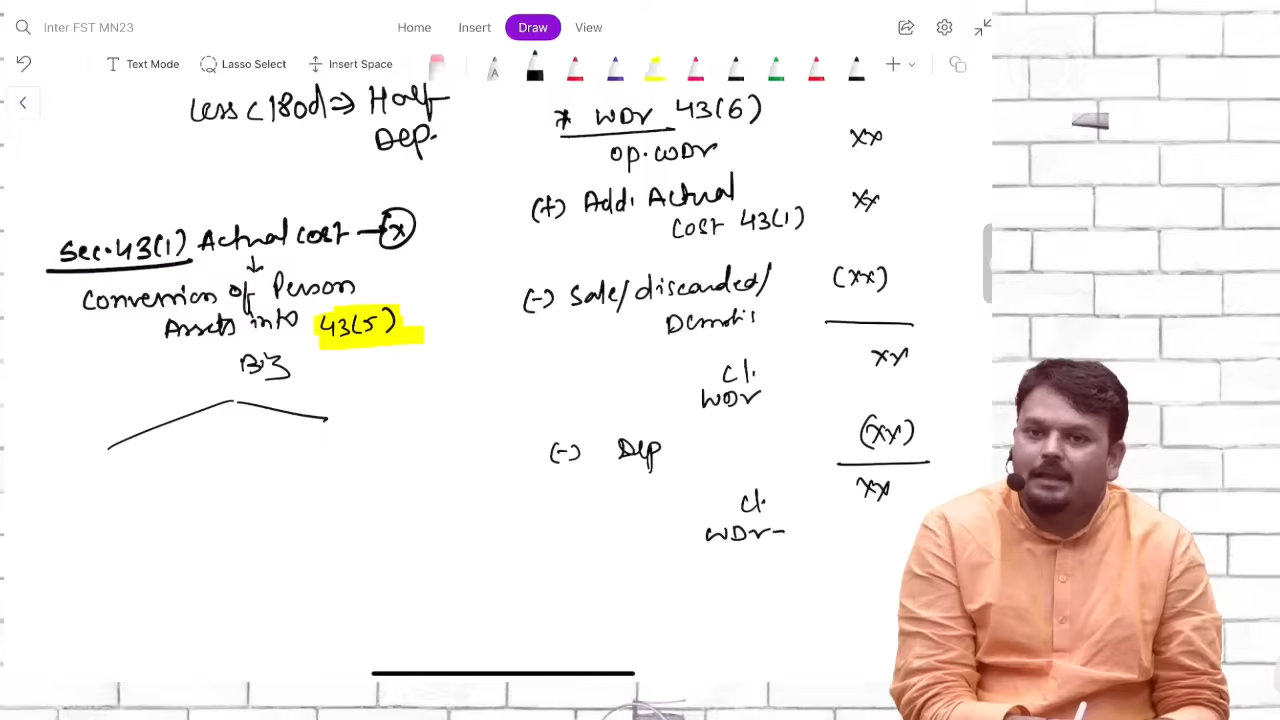 Inter FST MN23
Home
Insert
Draw
View
Text Mode
Lasso Select
Insert Space
Less < 180d => Half
Dep.
Sec. 43(1) Actual cost → x
↓
Conversion of Person
Assets into 43(5)
Biz
* WDV 43(6)
op. WDV xx
(+) Add: Actual xx
Cost 43(1)
(-) Sale/discarded/ (xx)
Demolis
xx
Cl.
WDV
(-) Dep (xx)
xx
Cl.
WDV -